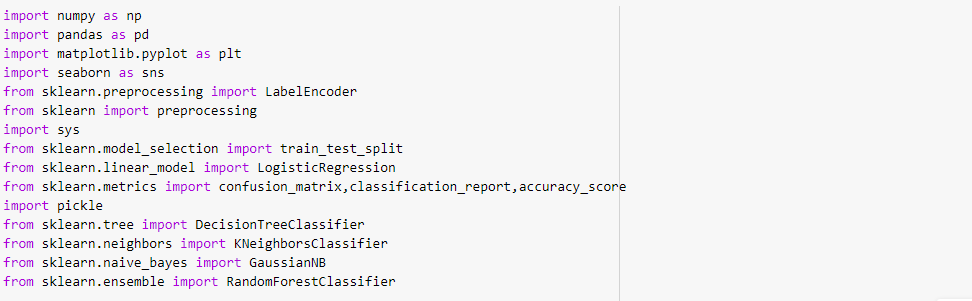 import numpy as np
import pandas as pd
import matplotlib.pyplot as plt
import seaborn as sns
from sklearn.preprocessing import LabelEncoder
from sklearn import preprocessing
import sys
from sklearn.model_selection import train_test_split
from sklearn.linear_model import LogisticRegression
from sklearn.metrics import confusion_matrix,classification_report,accuracy_score
import pickle
from sklearn.tree import DecisionTreeClassifier
from sklearn.neighbors import KNeighborsClassifier
from sklearn.naive_bayes import GaussianNB
from sklearn.ensemble import RandomForestClassifier